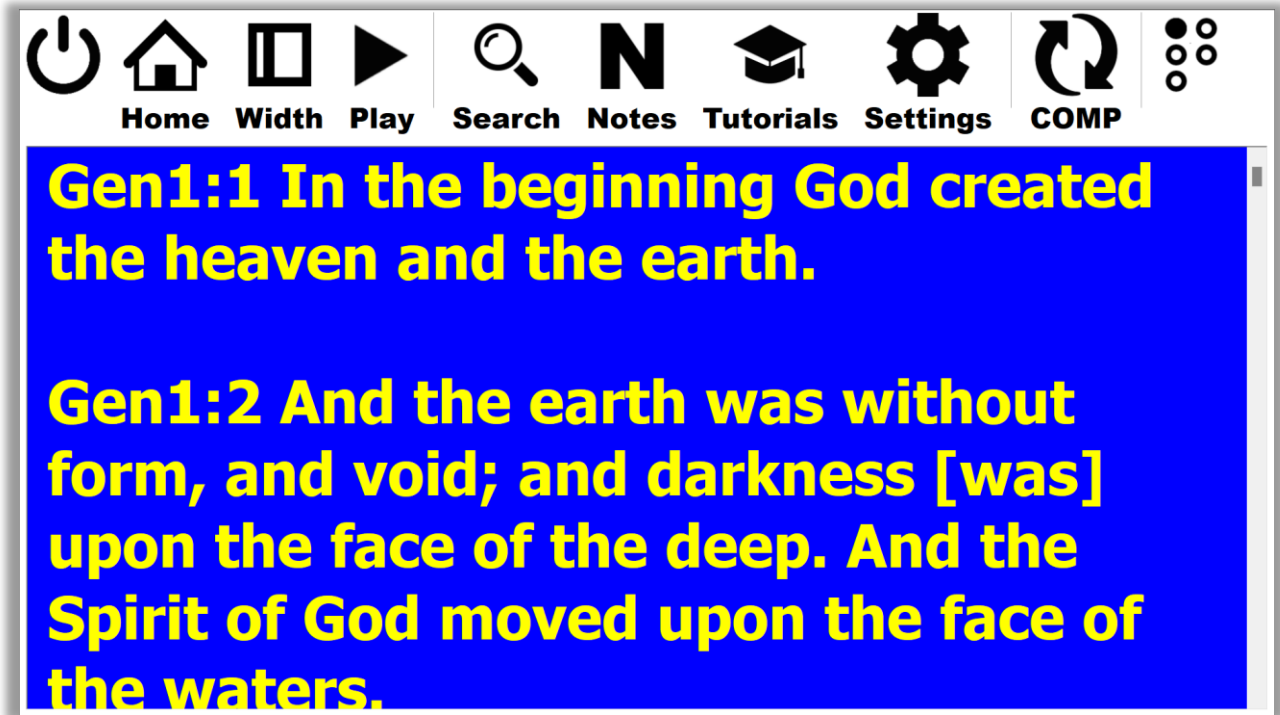 Home Width Play Search Notes Tutorials Settings COMP
Gen1:1 In the beginning God created
the heaven and the earth.
Gen1:2 And the earth was without
form, and void; and darkness [was]
upon the face of the deep. And the
Spirit of God moved upon the face of
the waters.